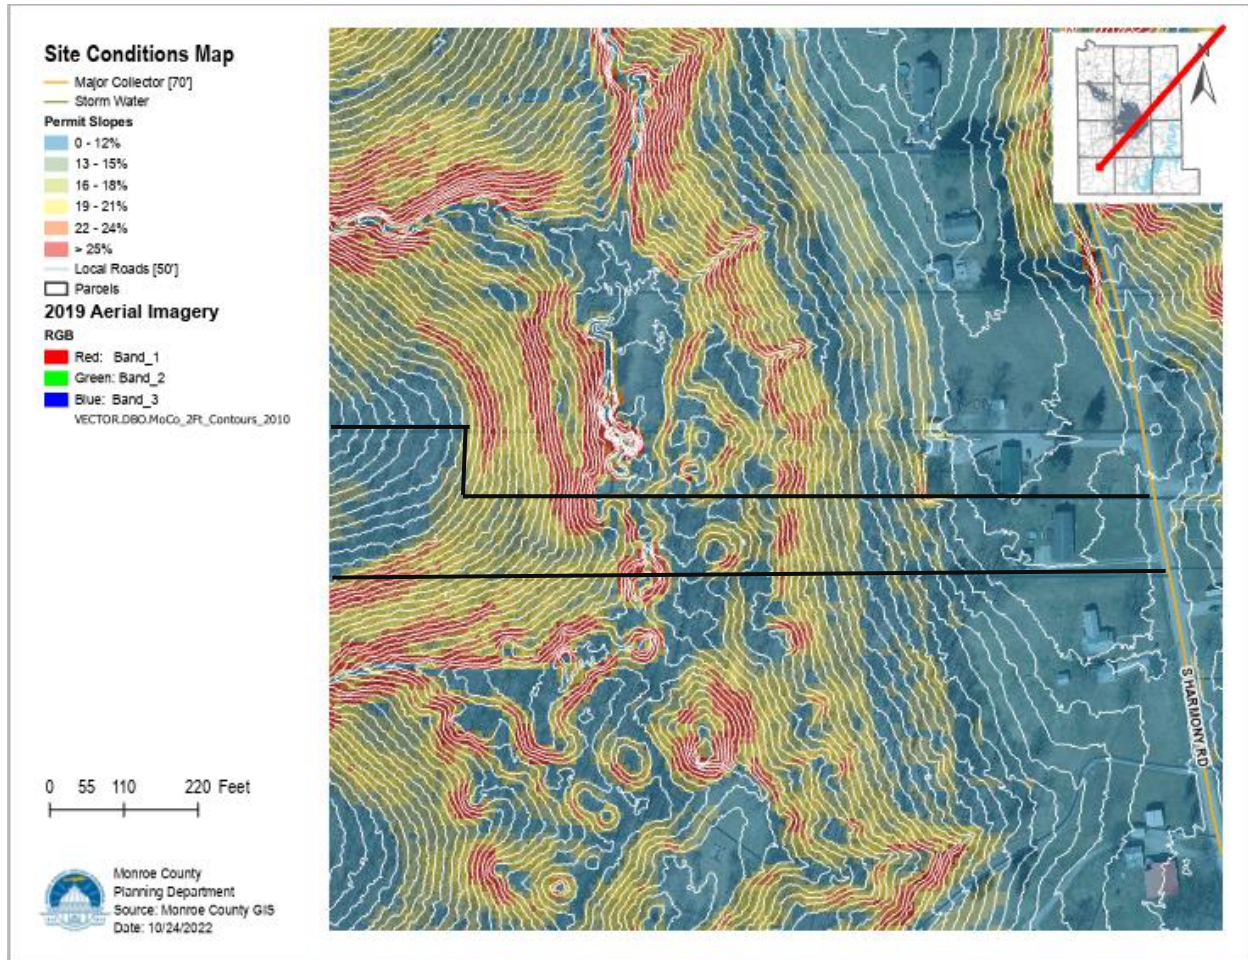 Site Conditions Map
Major Collector [70']
Storm Water
Permit Slopes
0 - 12%
13 - 15%
16 - 18%
19 - 21%
22 - 24%
> 25%
Local Roads [50']
Parcels
2019 Aerial Imagery
RGB
Red: Band_1
Green: Band_2
Blue: Band_3
VECTOR.DBO.MoCo_2Ft_Contours_2010
0 55 110 220 Feet
Monroe County
Planning Department
Source: Monroe County GIS
Date: 10/24/2022
N
S HARMONY RD